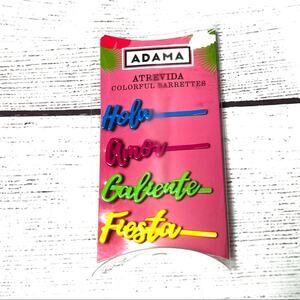 ADAMA
ATREVIDA
COLORFUL BARRETTES
Hola
Amor
Caliente
Fiesta